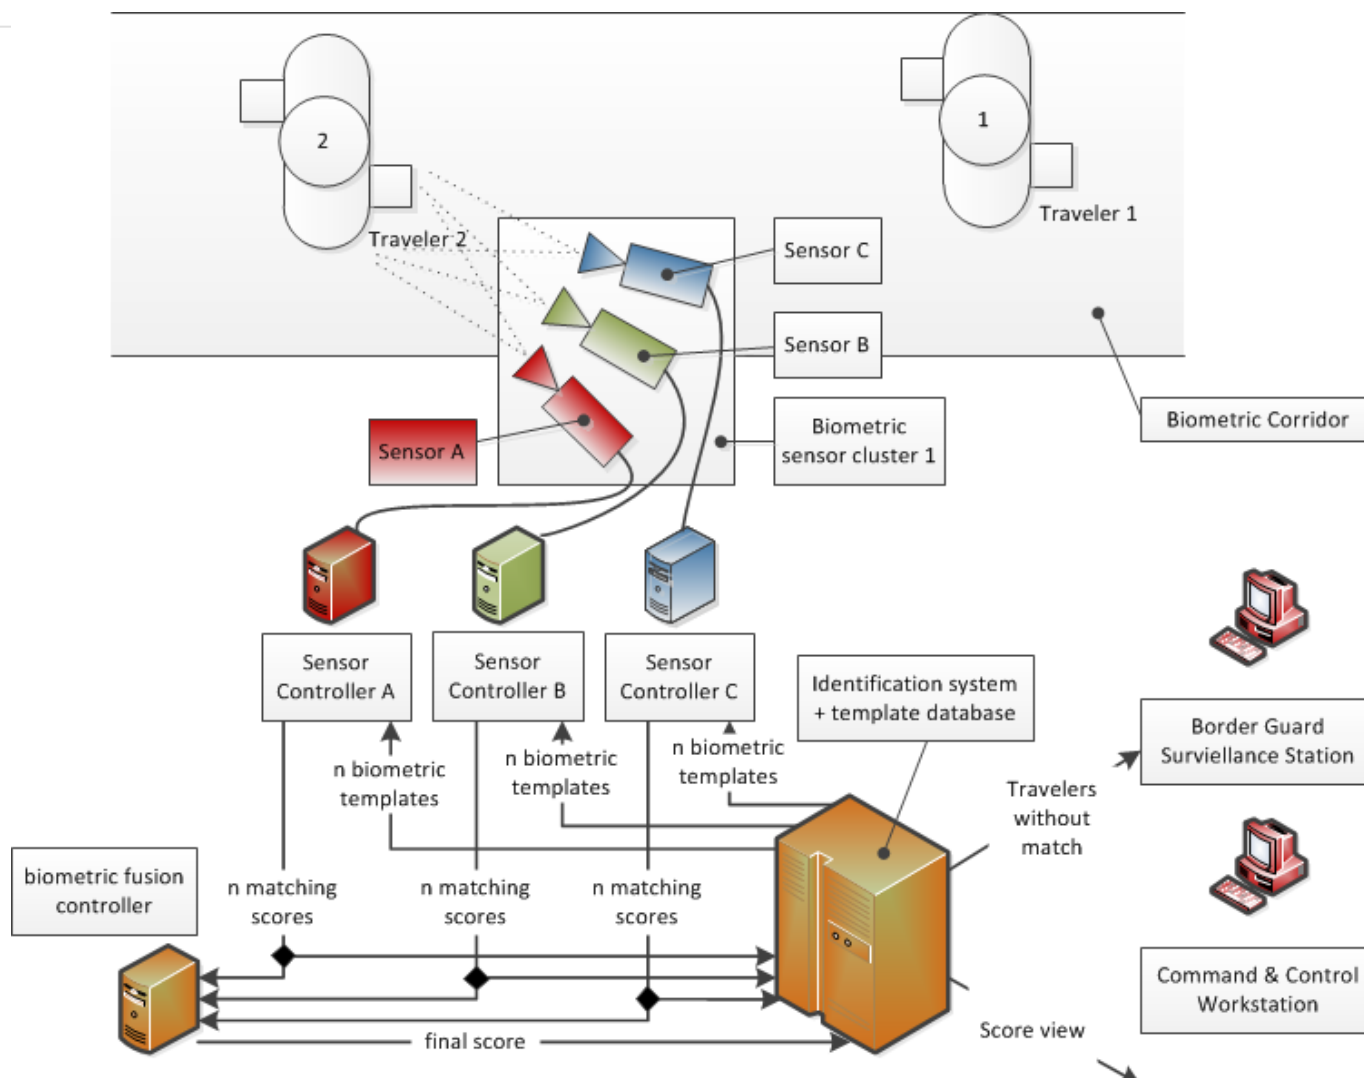 2
1
Traveler 2
Traveler 1
Sensor C
Sensor B
Sensor A
Biometric
sensor cluster 1
Biometric Corridor
Sensor
Controller A
Sensor
Controller B
Sensor
Controller C
Identification system
+ template database
Border Guard
Surviellance Station
n biometric
templates
n biometric
templates
n biometric
templates
Travelers
without
match
biometric fusion
controller
n matching
scores
n matching
scores
n matching
scores
Command & Control
Workstation
final score
Score view